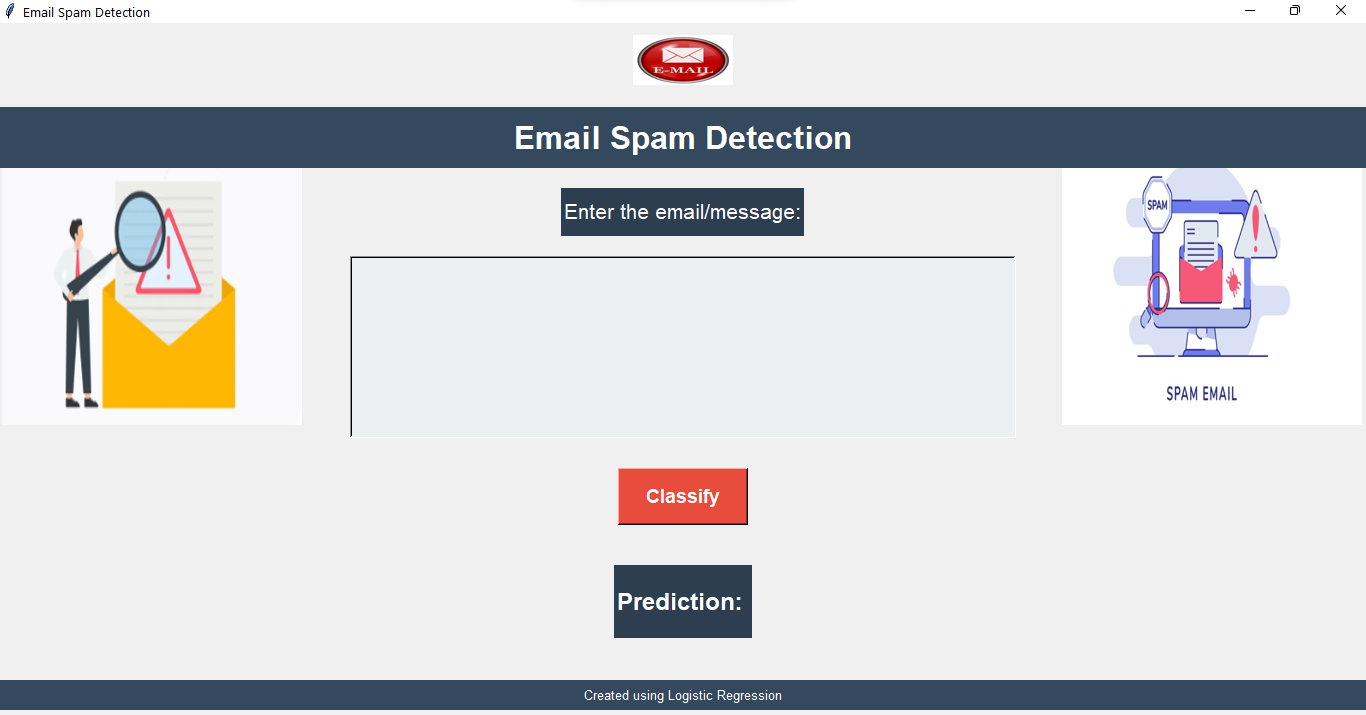 Email Spam Detection
E-MAIL
Email Spam Detection
Enter the email/message:
SPAM
SPAM EMAIL
Classify
Prediction:
Created using Logistic Regression